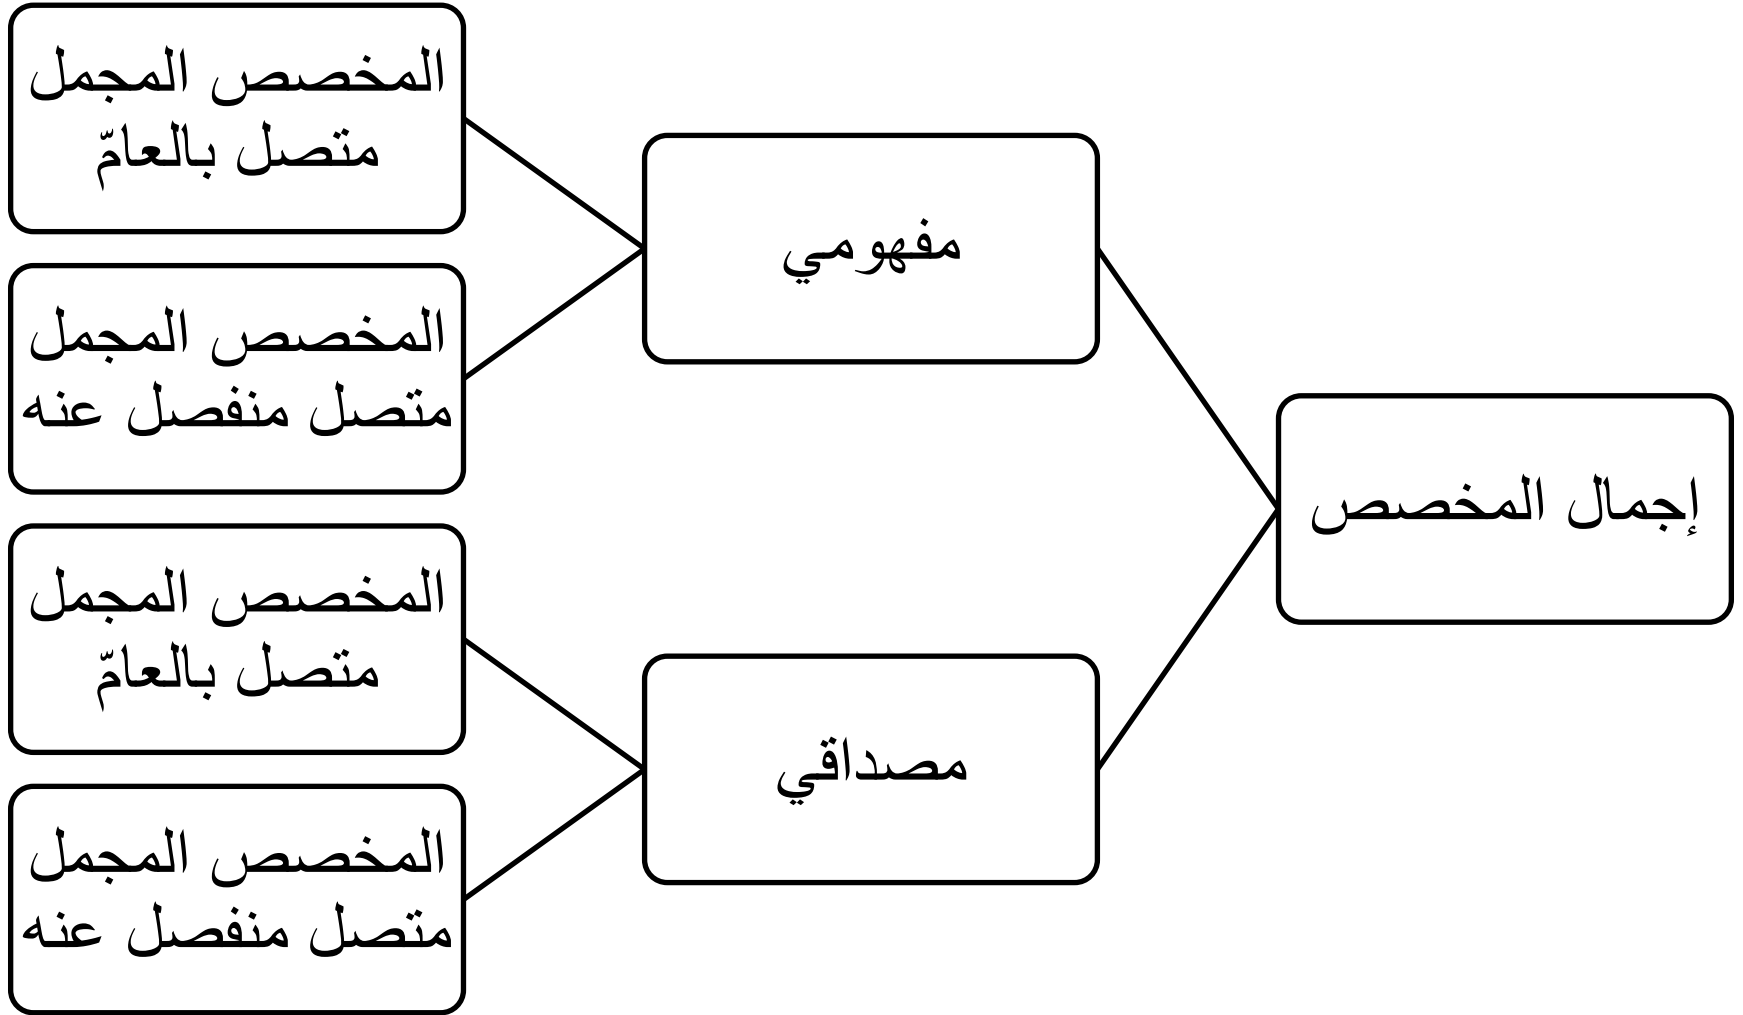 إجمال المخصص
مفهومي
المخصص المجمل
متصل بالعامّ
المخصص المجمل
متصل منفصل عنه
مصداقي
المخصص المجمل
متصل بالعامّ
المخصص المجمل
متصل منفصل عنه